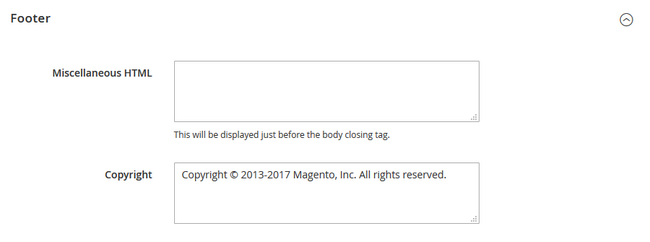 Footer
Miscellaneous HTML
This will be displayed just before the body closing tag.
Copyright
Copyright © 2013-2017 Magento, Inc. All rights reserved.